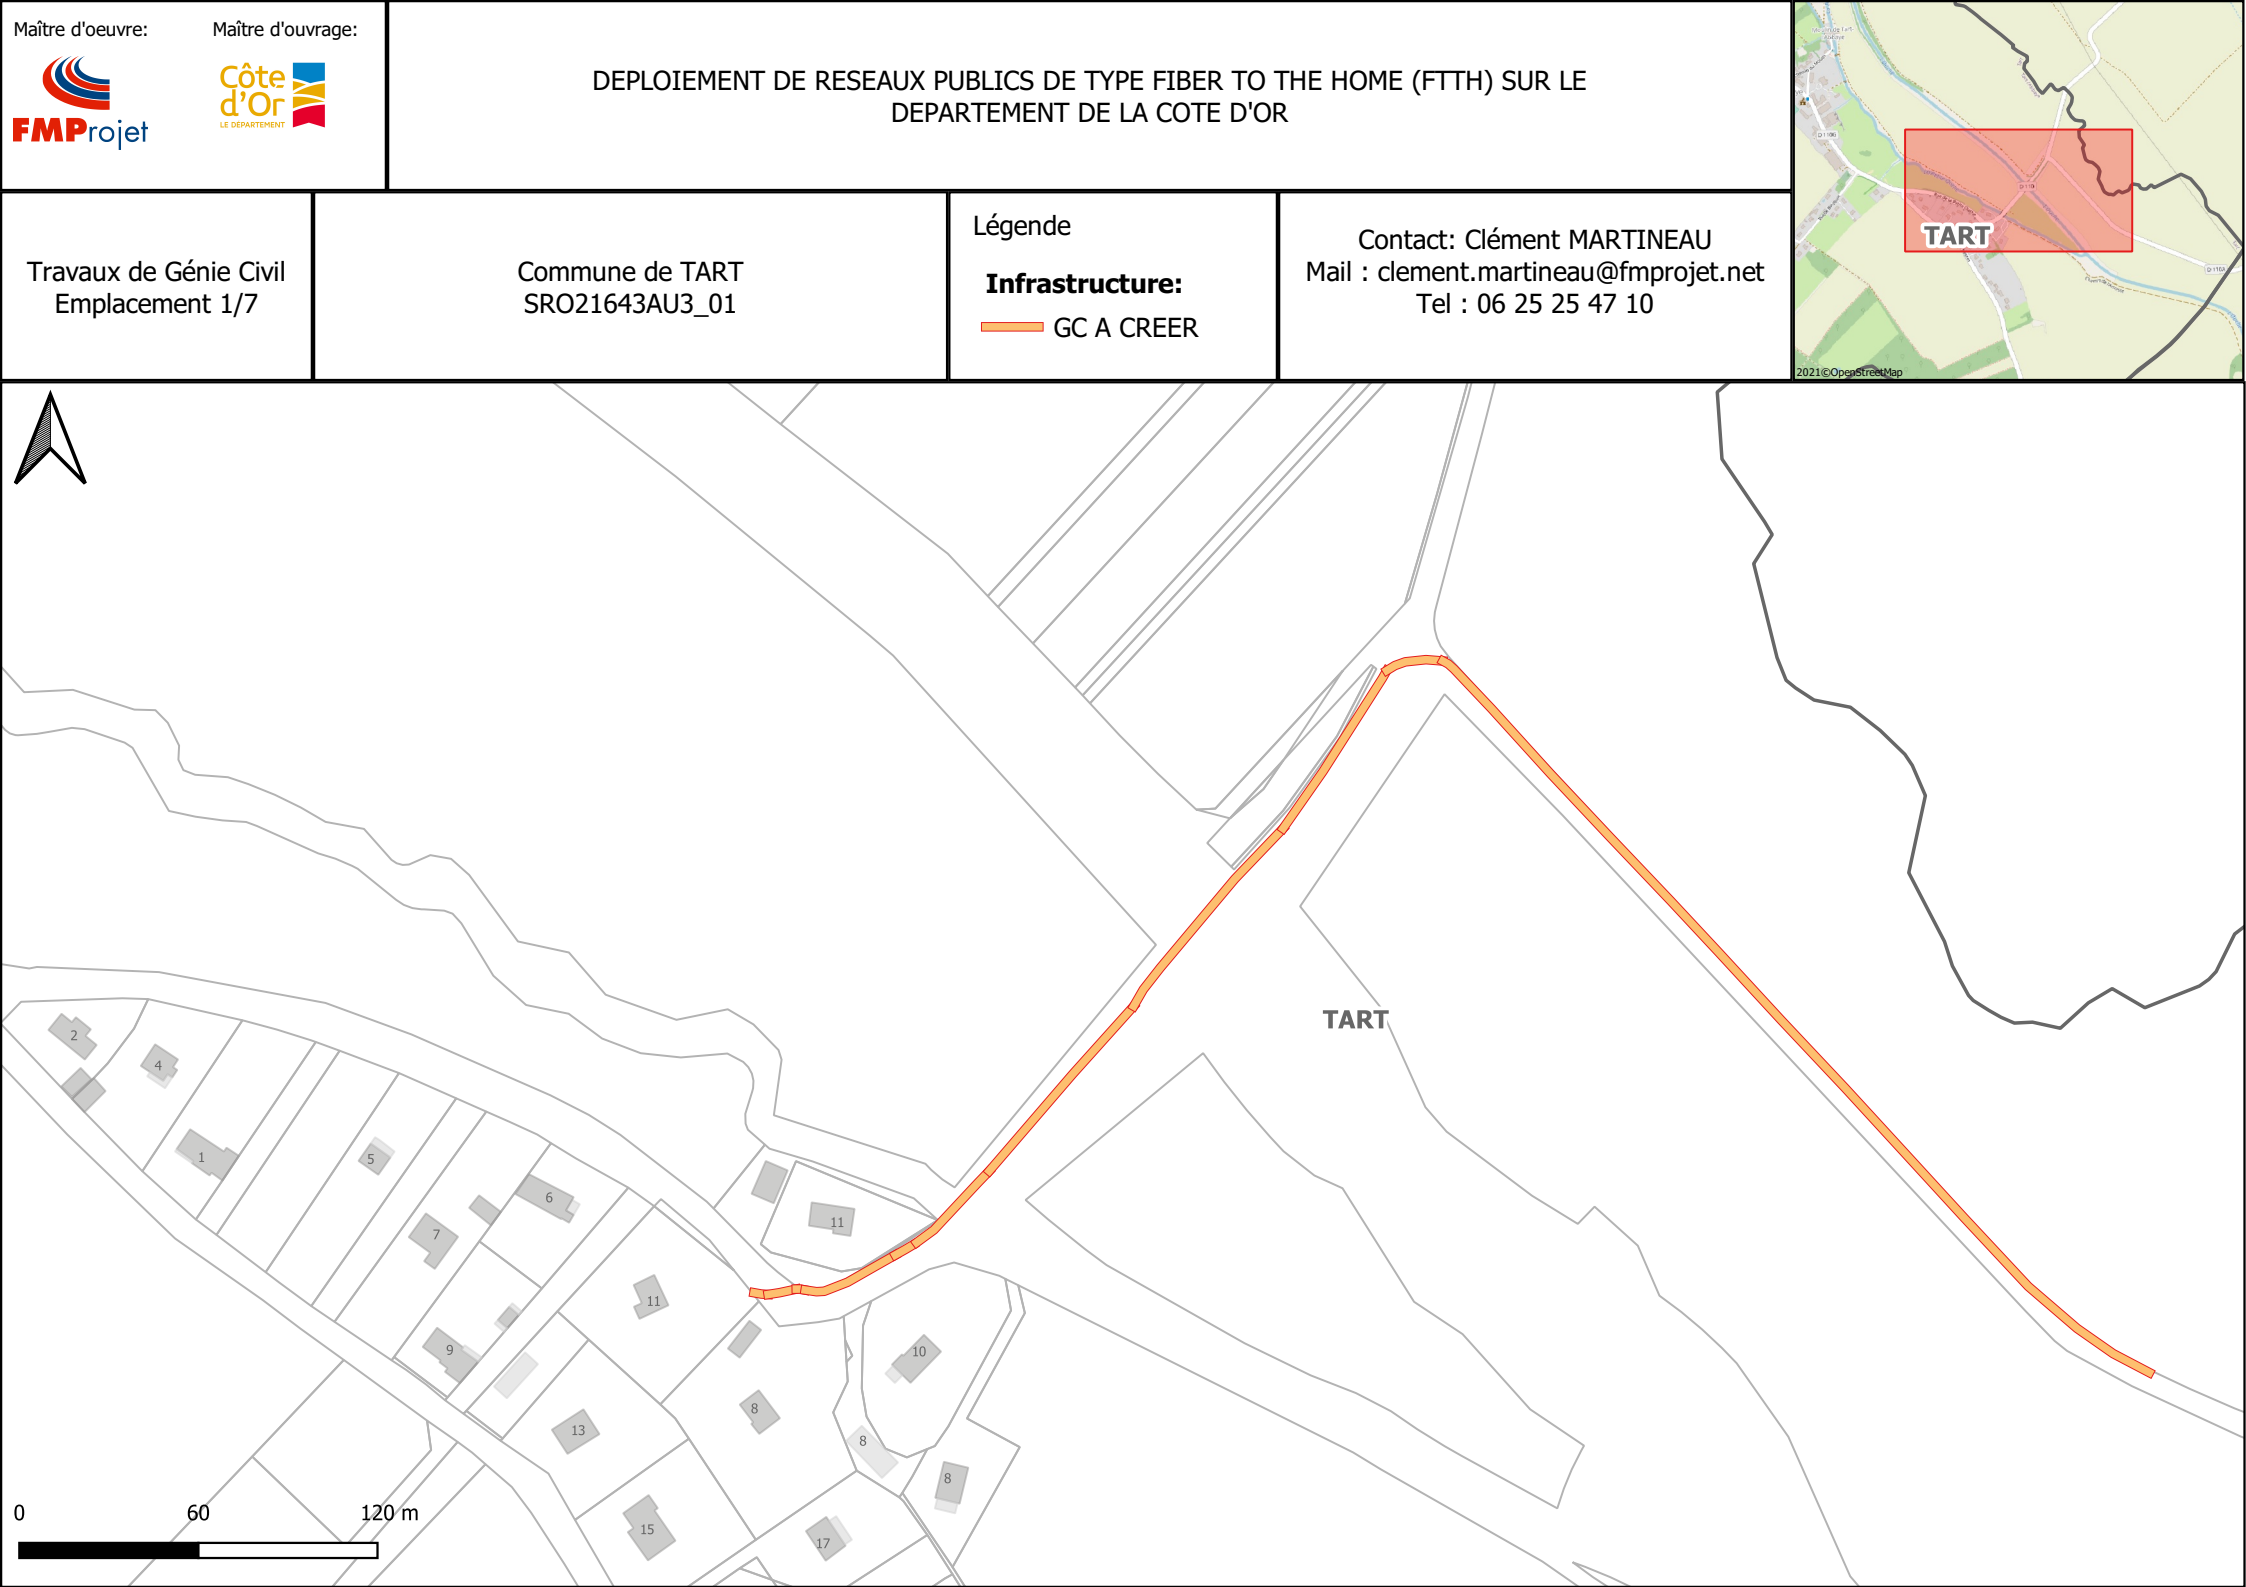 Maître d'oeuvre:
Maître d'ouvrage:
FMProjet
Côte
d'Or
LE DÉPARTEMENT
DEPLOIEMENT DE RESEAUX PUBLICS DE TYPE FIBER TO THE HOME (FTTH) SUR LE
DEPARTEMENT DE LA COTE D'OR
Travaux de Génie Civil
Emplacement 1/7
Commune de TART
SRO21643AU3_01
Légende
Infrastructure:
GC A CREER
Contact: Clément MARTINEAU
Mail : clement.martineau@fmprojet.net
Tel : 06 25 25 47 10
TART
2021©OpenStreetMap
TART
2
4
1
5
6
7
11
11
9
10
8
13
8
8
15
17
0
60
120 m